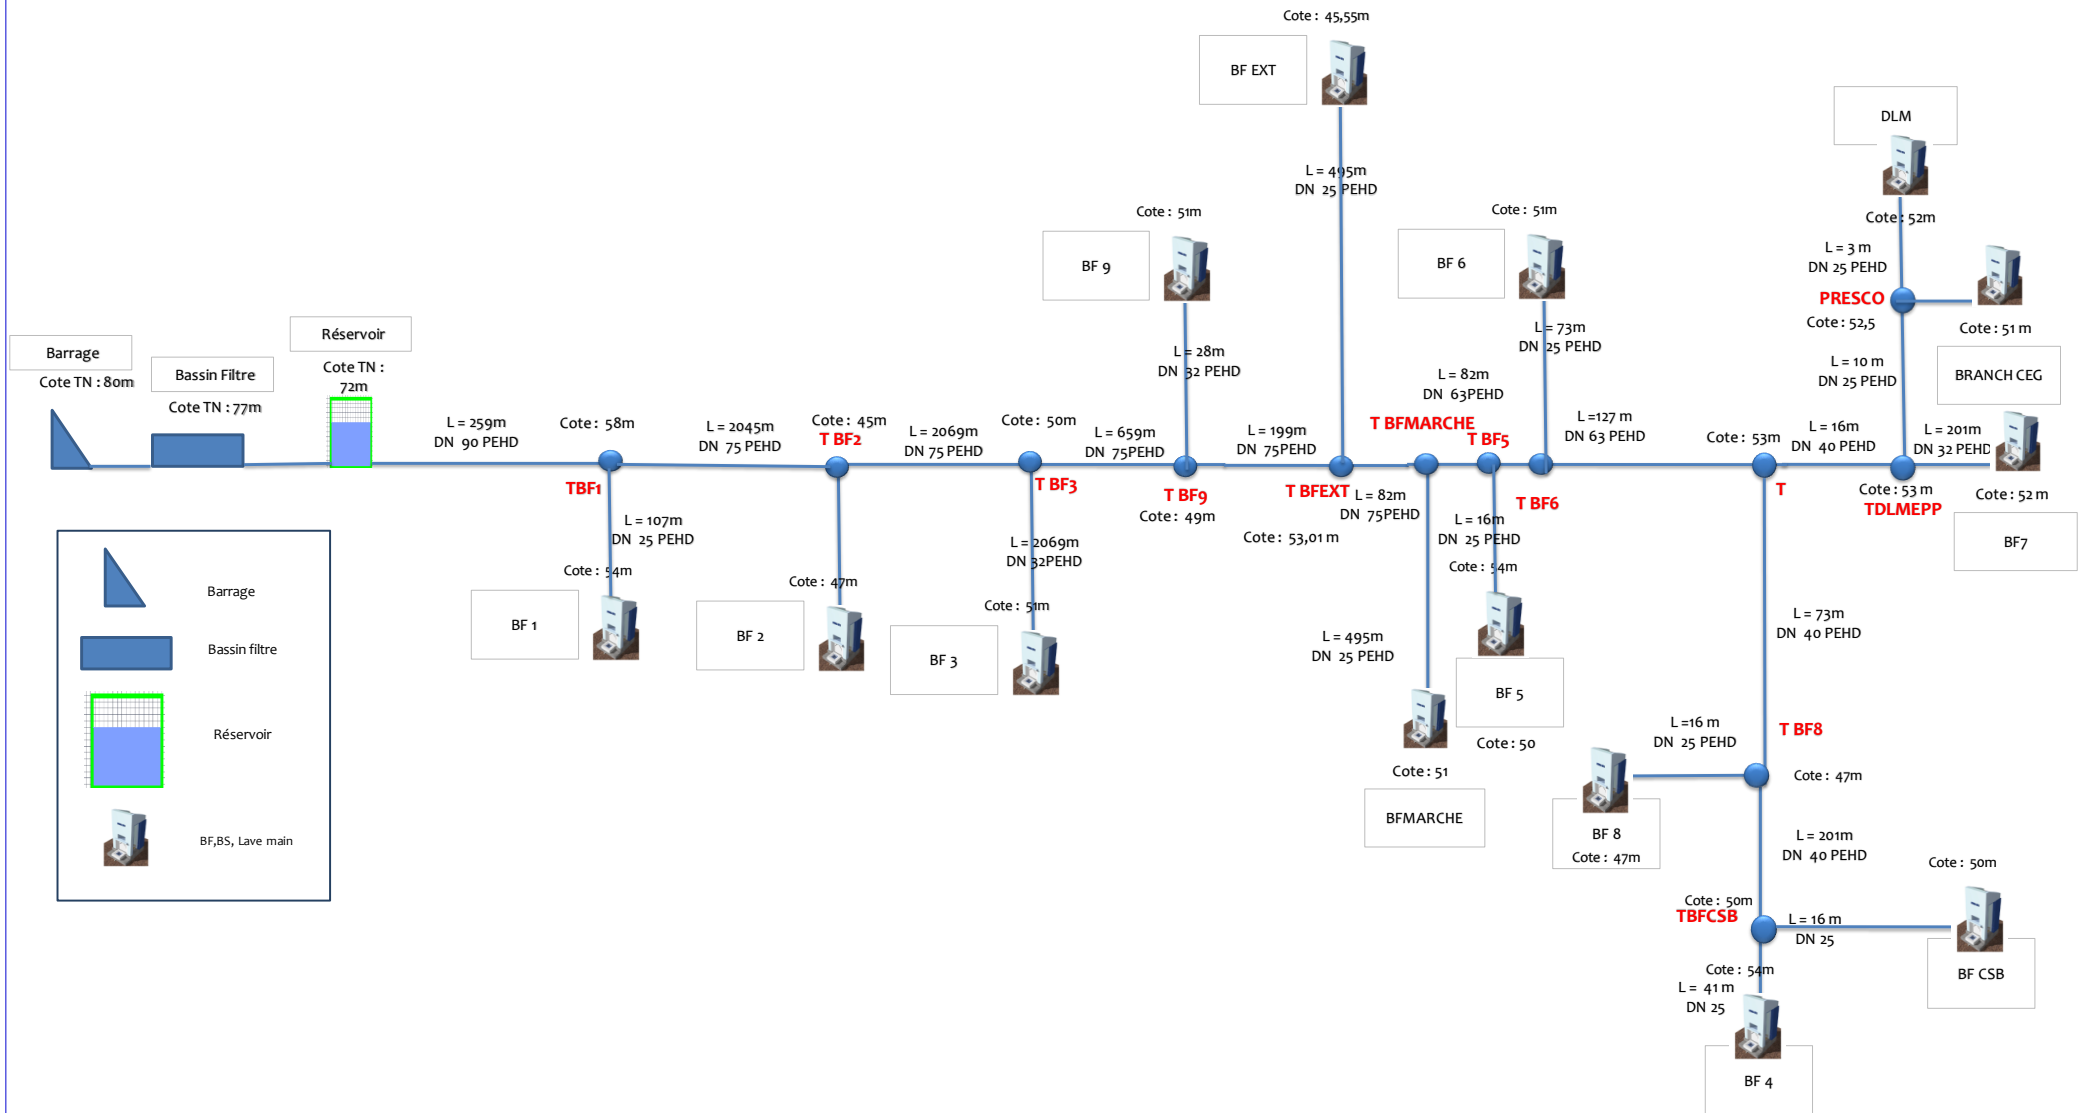 Cote : 45,55m
BF EXT
DLM
L = 495m
DN 25 PEHD
Cote : 51m
Cote : 51m
Cote : 52m
BF 9
BF 6
L = 3 m
DN 25 PEHD
PRESCO
Cote : 52,5
Cote : 51 m
Réservoir
Cote TN :
72m
Barrage
Cote TN : 80m
Bassin Filtre
Cote TN : 77m
L = 28m
DN 32 PEHD
L = 73m
DN 25 PEHD
L = 82m
DN 63PEHD
L = 10 m
DN 25 PEHD
BRANCH CEG
L = 259m
DN 90 PEHD
Cote : 58m
L = 2045m
DN 75 PEHD
Cote : 45m
T BF2
L = 2069m
DN 75 PEHD
Cote : 50m
L = 659m
DN 75PEHD
L = 199m
DN 75PEHD
T BFMARCHE
T BF5
L =127 m
DN 63 PEHD
Cote : 53m
L = 16m
DN 40 PEHD
L = 201m
DN 32 PEHD
TBF1
T BF3
T BF9
Cote : 49m
T BFEXT
L = 82m
DN 75PEHD
T BF6
T
Cote : 53 m
TDLMEPP
Cote : 52 m
BF7
L = 107m
DN 25 PEHD
L = 2069m
DN 32PEHD
Cote : 53,01 m
L = 16m
DN 25 PEHD
Cote : 54m
Cote : 47m
Cote : 51m
Cote : 54m
BF 1
BF 2
BF 3
L = 495m
DN 25 PEHD
BF 5
Cote : 50
L = 73m
DN 40 PEHD
Barrage
Bassin filtre
Réservoir
BF,BS, Lave main
Cote : 51
BFMARCHE
L =16 m
DN 25 PEHD
T BF8
Cote : 47m
BF 8
Cote : 47m
L = 201m
DN 40 PEHD
Cote : 50m
Cote : 50m
TBFCSB
L = 16 m
DN 25
BF CSB
Cote : 54m
L = 41 m
DN 25
BF 4